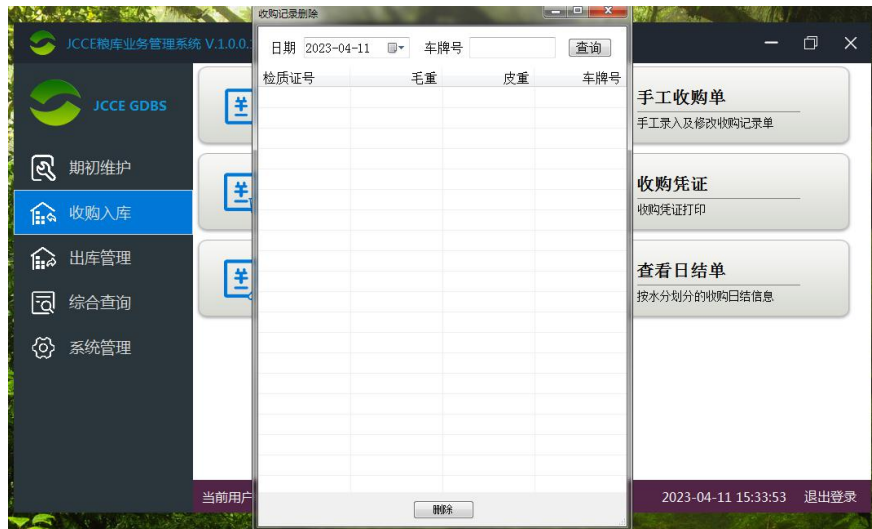 收购记录删除
JCCE粮库业务管理系统 V.1.0.0.
日期 2023-04-11 车牌号 查询
检质证号 毛重 皮重 车牌号
JCCE GDBS
手工收购单
手工录入及修改收购记录单
期初维护
收购凭证
收购凭证打印
收购入库
出库管理
查看日结单
按水分划分的收购日结信息
综合查询
系统管理
当前用户
2023-04-11 15:33:53 退出登录
删除